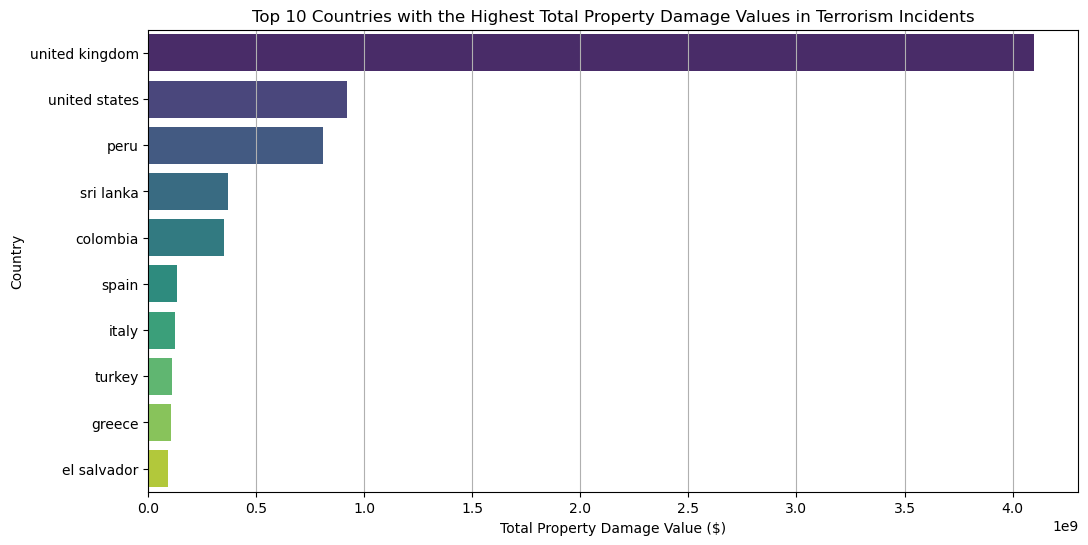 Top 10 Countries with the Highest Total Property Damage Values in Terrorism Incidents
Country
united kingdom
united states
peru
sri lanka
colombia
spain
italy
turkey
greece
el salvador
0.0 0.5 1.0 1.5 2.0 2.5 3.0 3.5 4.0
1e9
Total Property Damage Value ($)